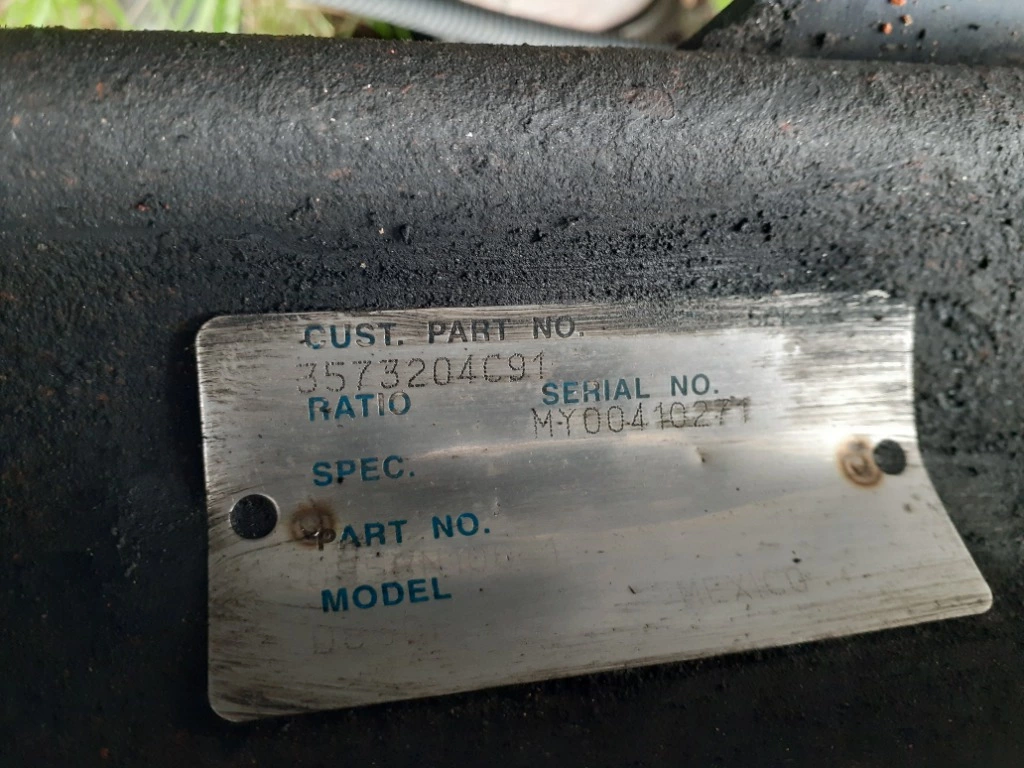 CUST. PART NO.
3573204C91
RATIO SERIAL NO.
MY00410271
SPEC.
PART NO.
MODEL
MEXICO